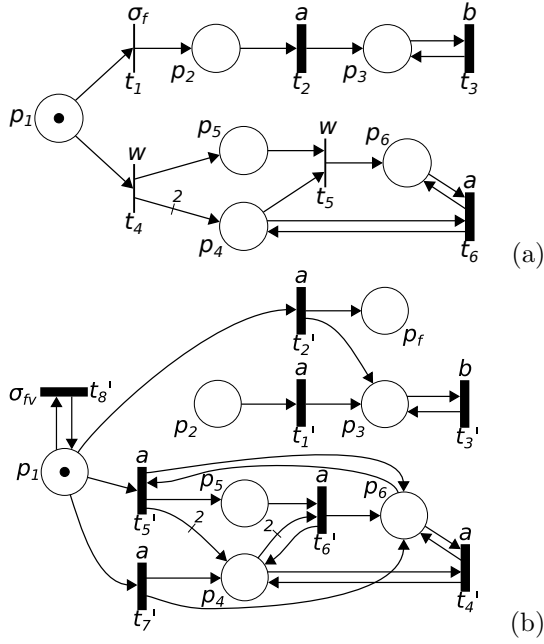 σf
a
b
p1
t1
p2
t2
p3
t3
p5
w
p6
w
a
2
t5
t4
p4
t6
(a)
a
t2'
pf
σfv
t8'
a
b
p2
t1'
p3
t3'
p1
a
p5
a
p6
t5'
2
2
t6'
a
a
p4
t4'
t7'
(b)